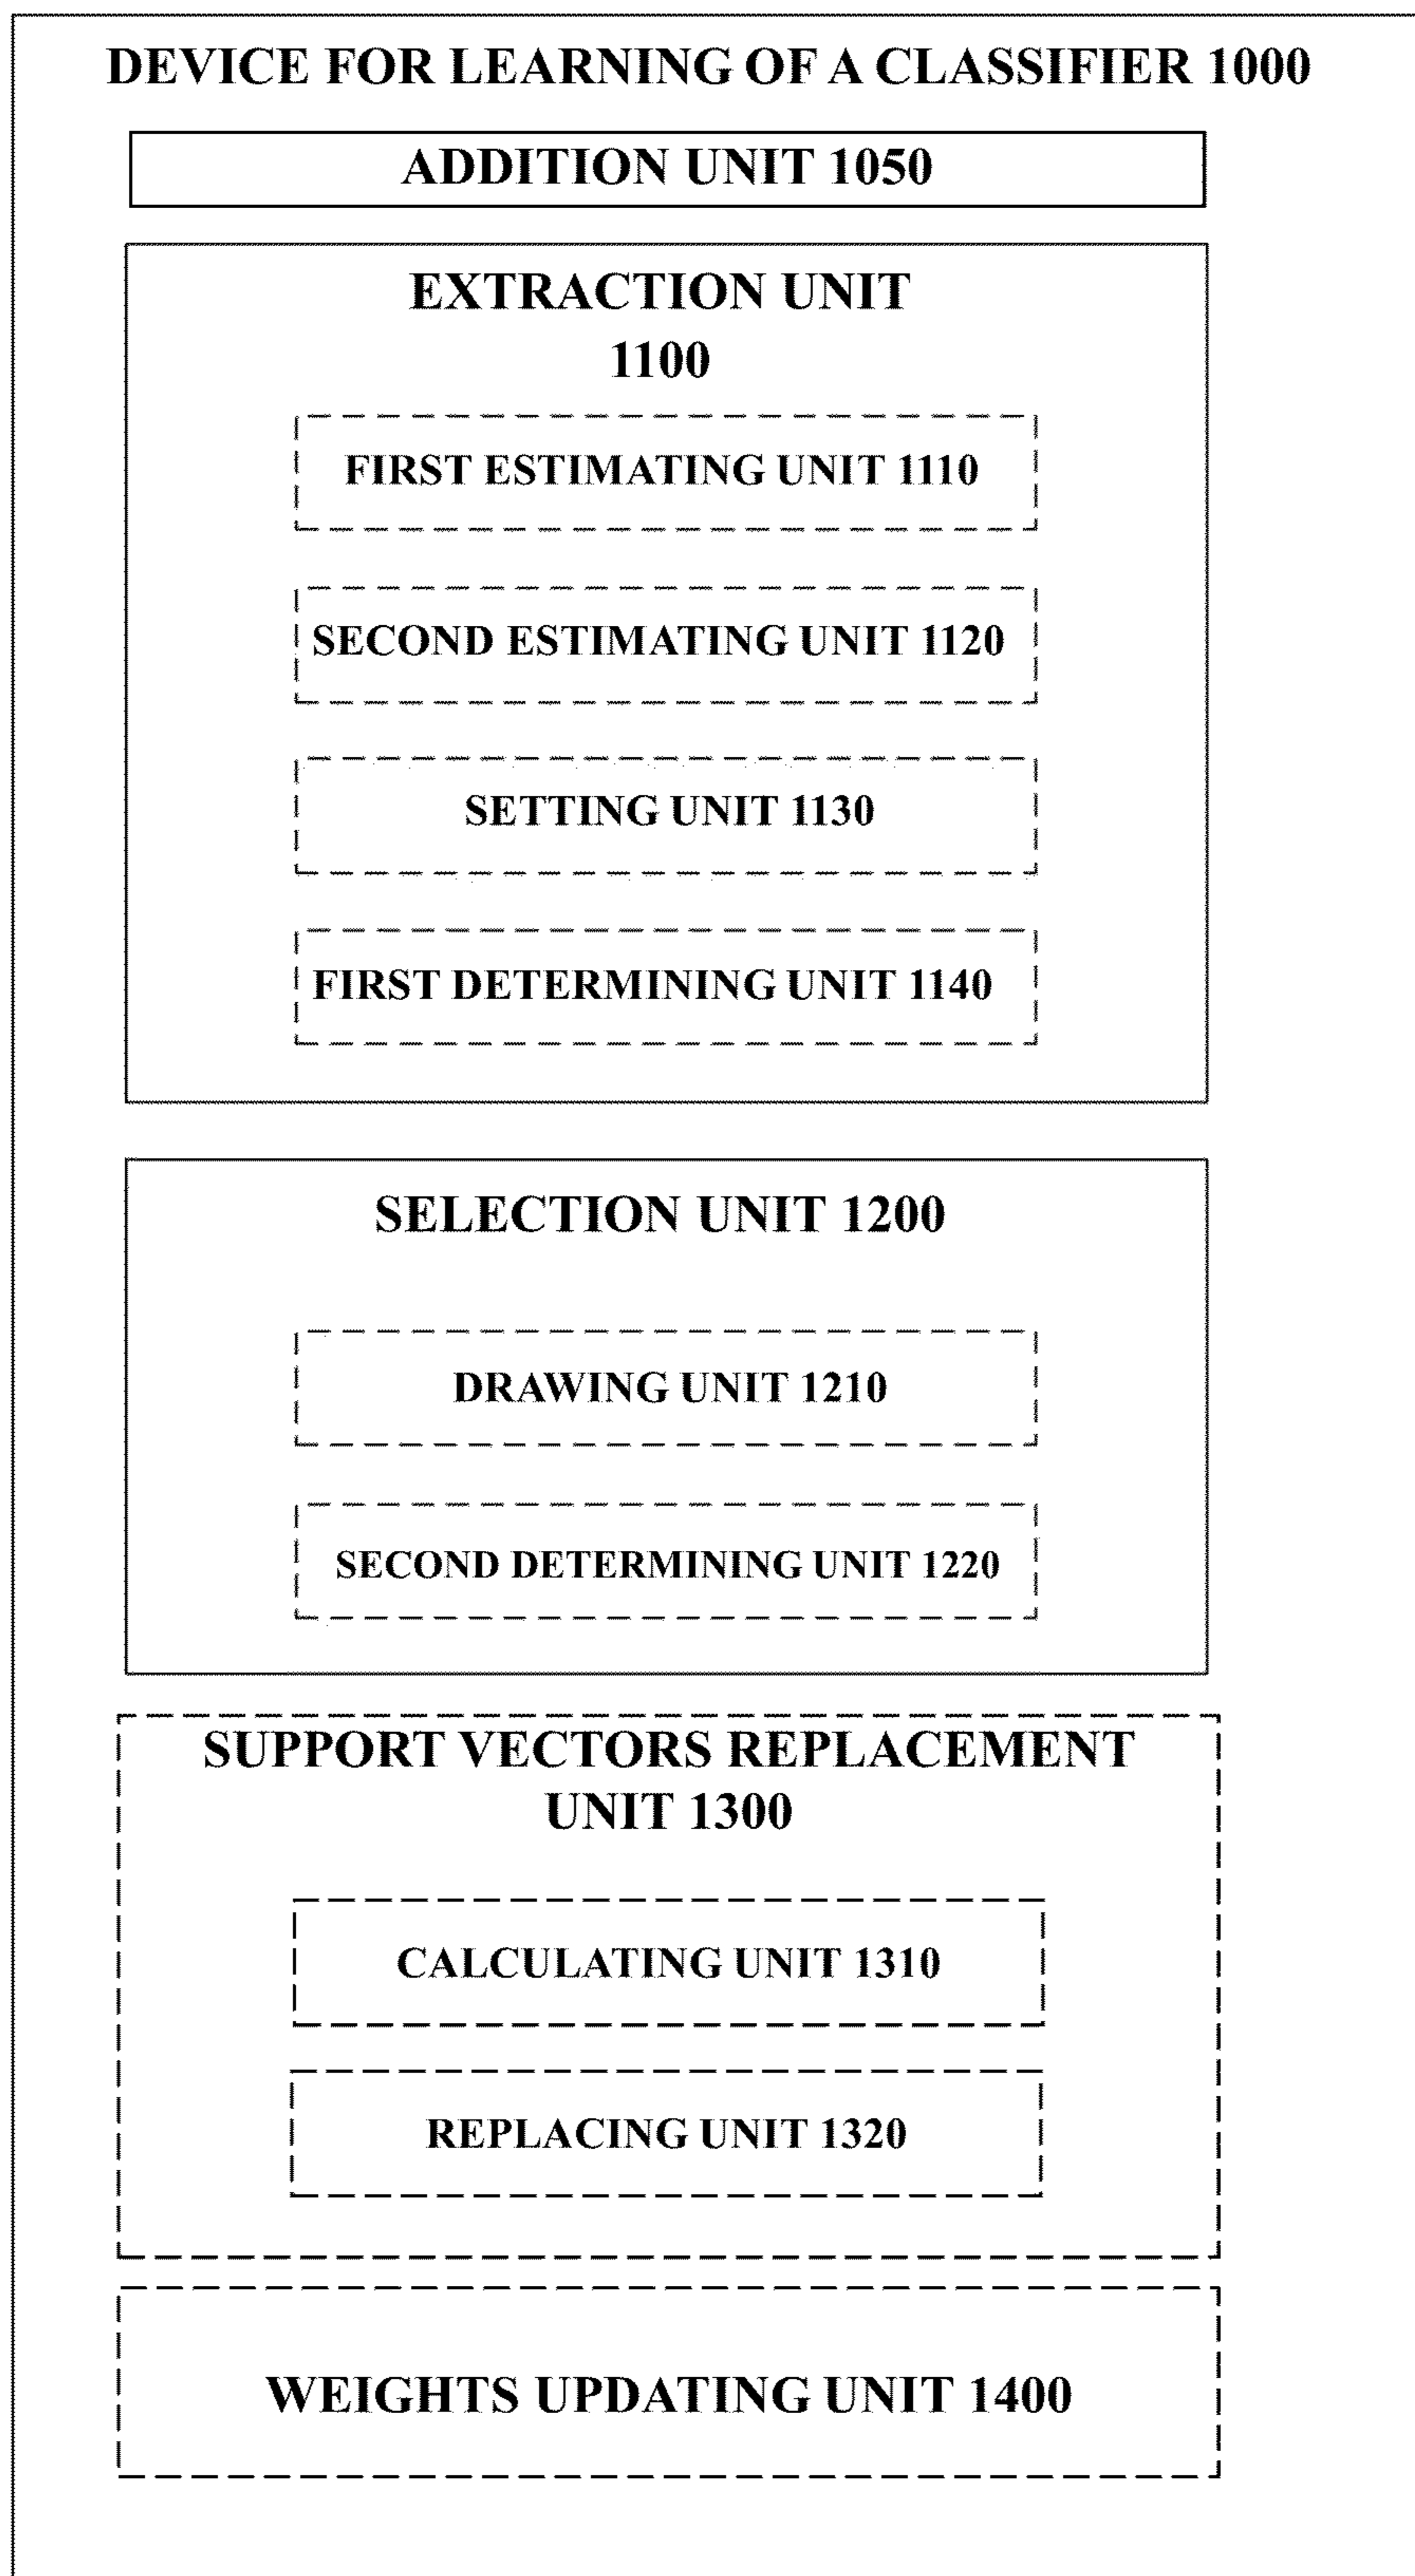 DEVICE FOR LEARNING OF A CLASSIFIER 1000
ADDITION UNIT 1050
EXTRACTION UNIT
1100
FIRST ESTIMATING UNIT 1110
SECOND ESTIMATING UNIT 1120
SETTING UNIT 1130
FIRST DETERMINING UNIT 1140
SELECTION UNIT 1200
DRAWING UNIT 1210
SECOND DETERMINING UNIT 1220
SUPPORT VECTORS REPLACEMENT
UNIT 1300
CALCULATING UNIT 1310
REPLACING UNIT 1320
WEIGHTS UPDATING UNIT 1400